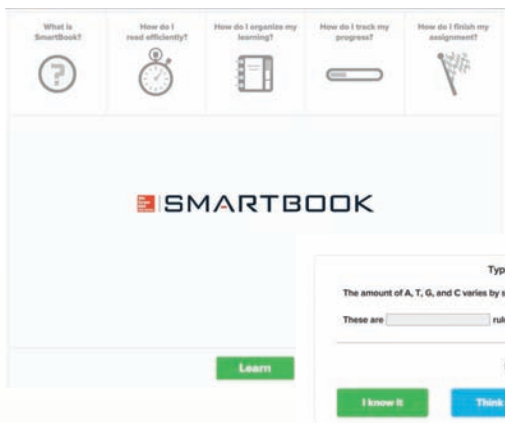 What is
SmartBook?
How do I
read efficiently?
How do I organize my
learning?
How do I track my
progress?
How do I finish my
assignment?
?
SMARTBOOK
Typ
The amount of A, T, G, and C varies by s
These are rul
Learn
I know it
Think